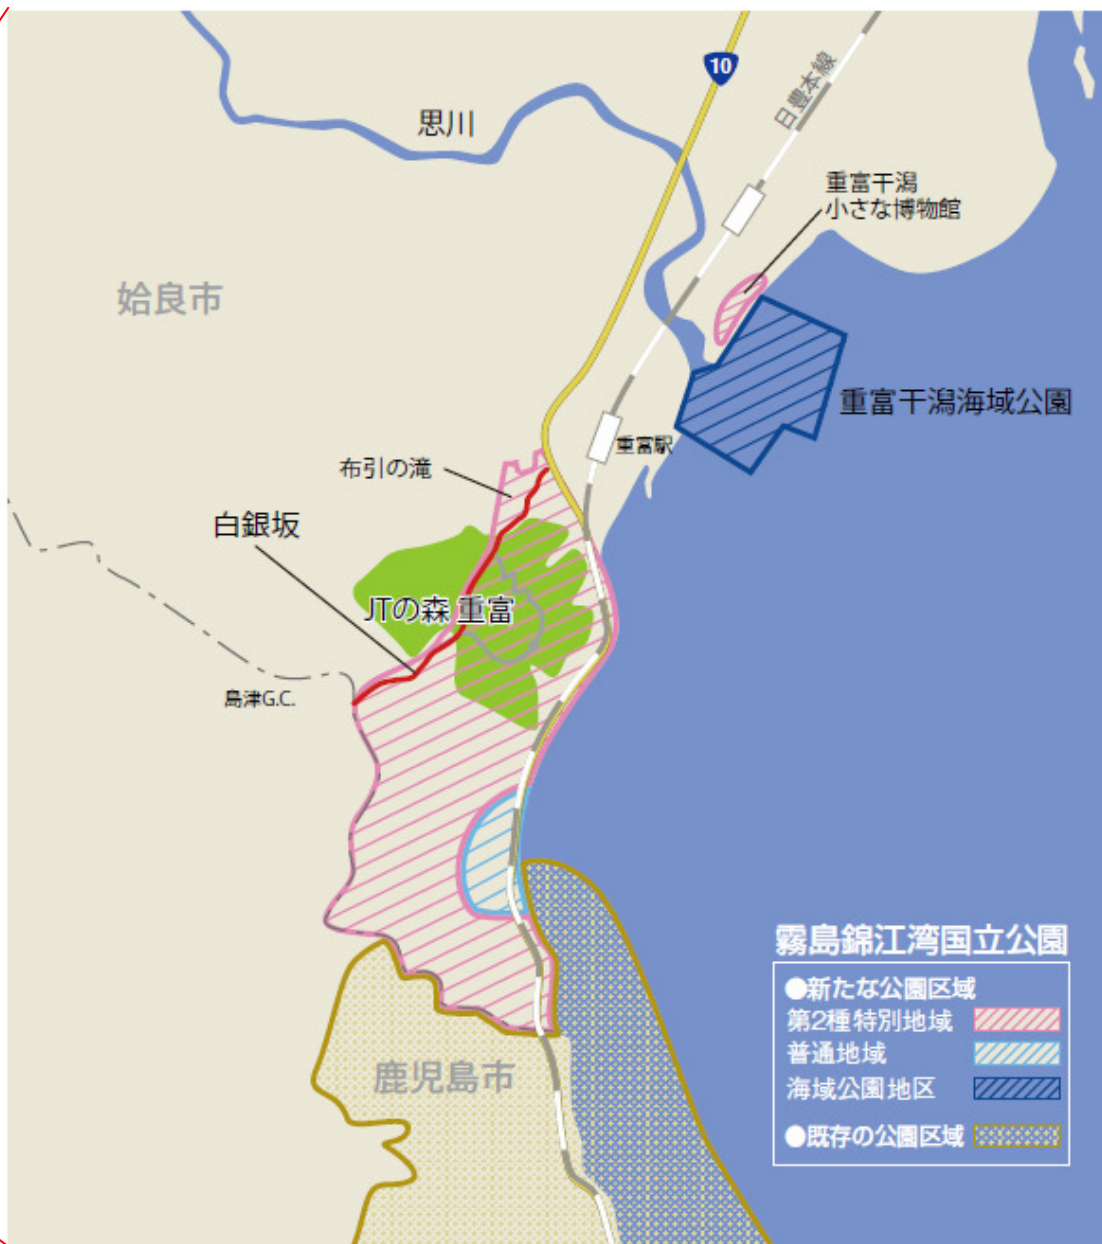 10
日豊本線
思川
重富干潟
小さな博物館
姶良市
重富干潟海域公園
重富駅
布引の滝
白銀坂
JTの森 重富
島津G.C.
鹿児島市
霧島錦江湾国立公園
●新たな公園区域
第2種特別地域
普通地域
海域公園地区
●既存の公園区域